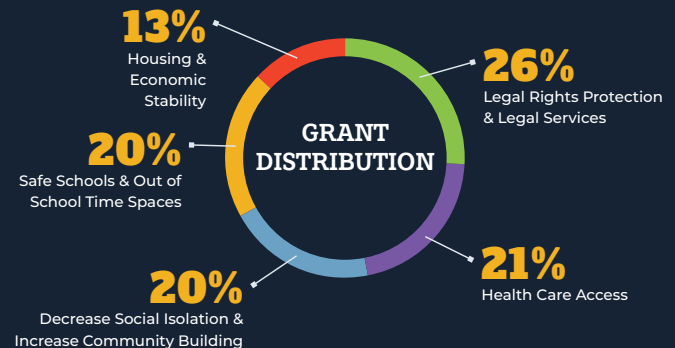 13%
Housing &
Economic
Stability
26%
Legal Rights Protection
& Legal Services
GRANT
DISTRIBUTION
20%
Safe Schools & Out of
School Time Spaces
21%
Health Care Access
20%
Decrease Social Isolation &
Increase Community Building